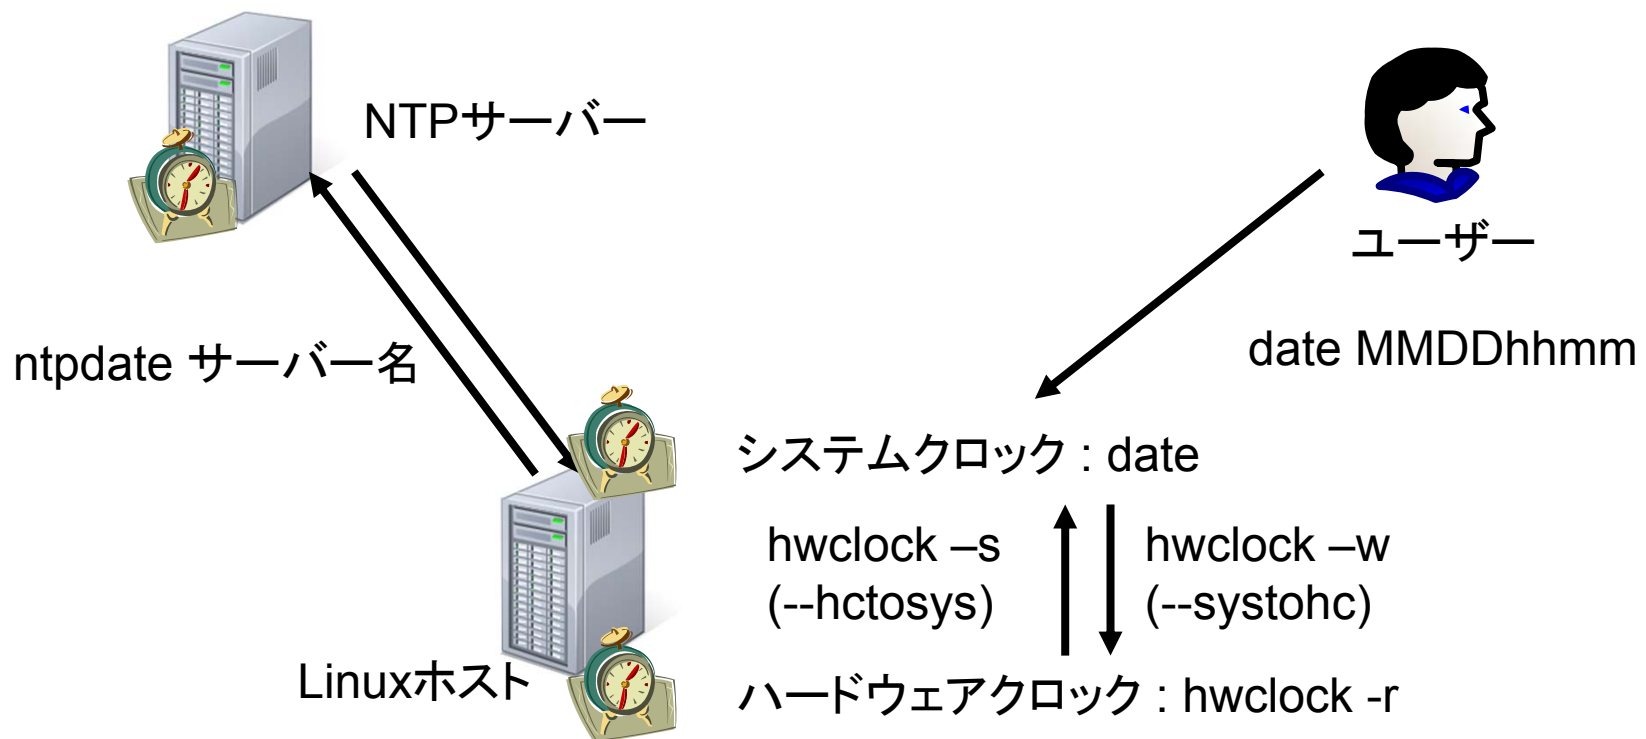 NTPサーバー
ユーザー
ntpdate サーバー名
date MMDDhhmm
システムクロック : date
hwclock –s
(--hctosys)
hwclock –w
(--systohc)
Linuxホスト
ハードウェアクロック : hwclock -r